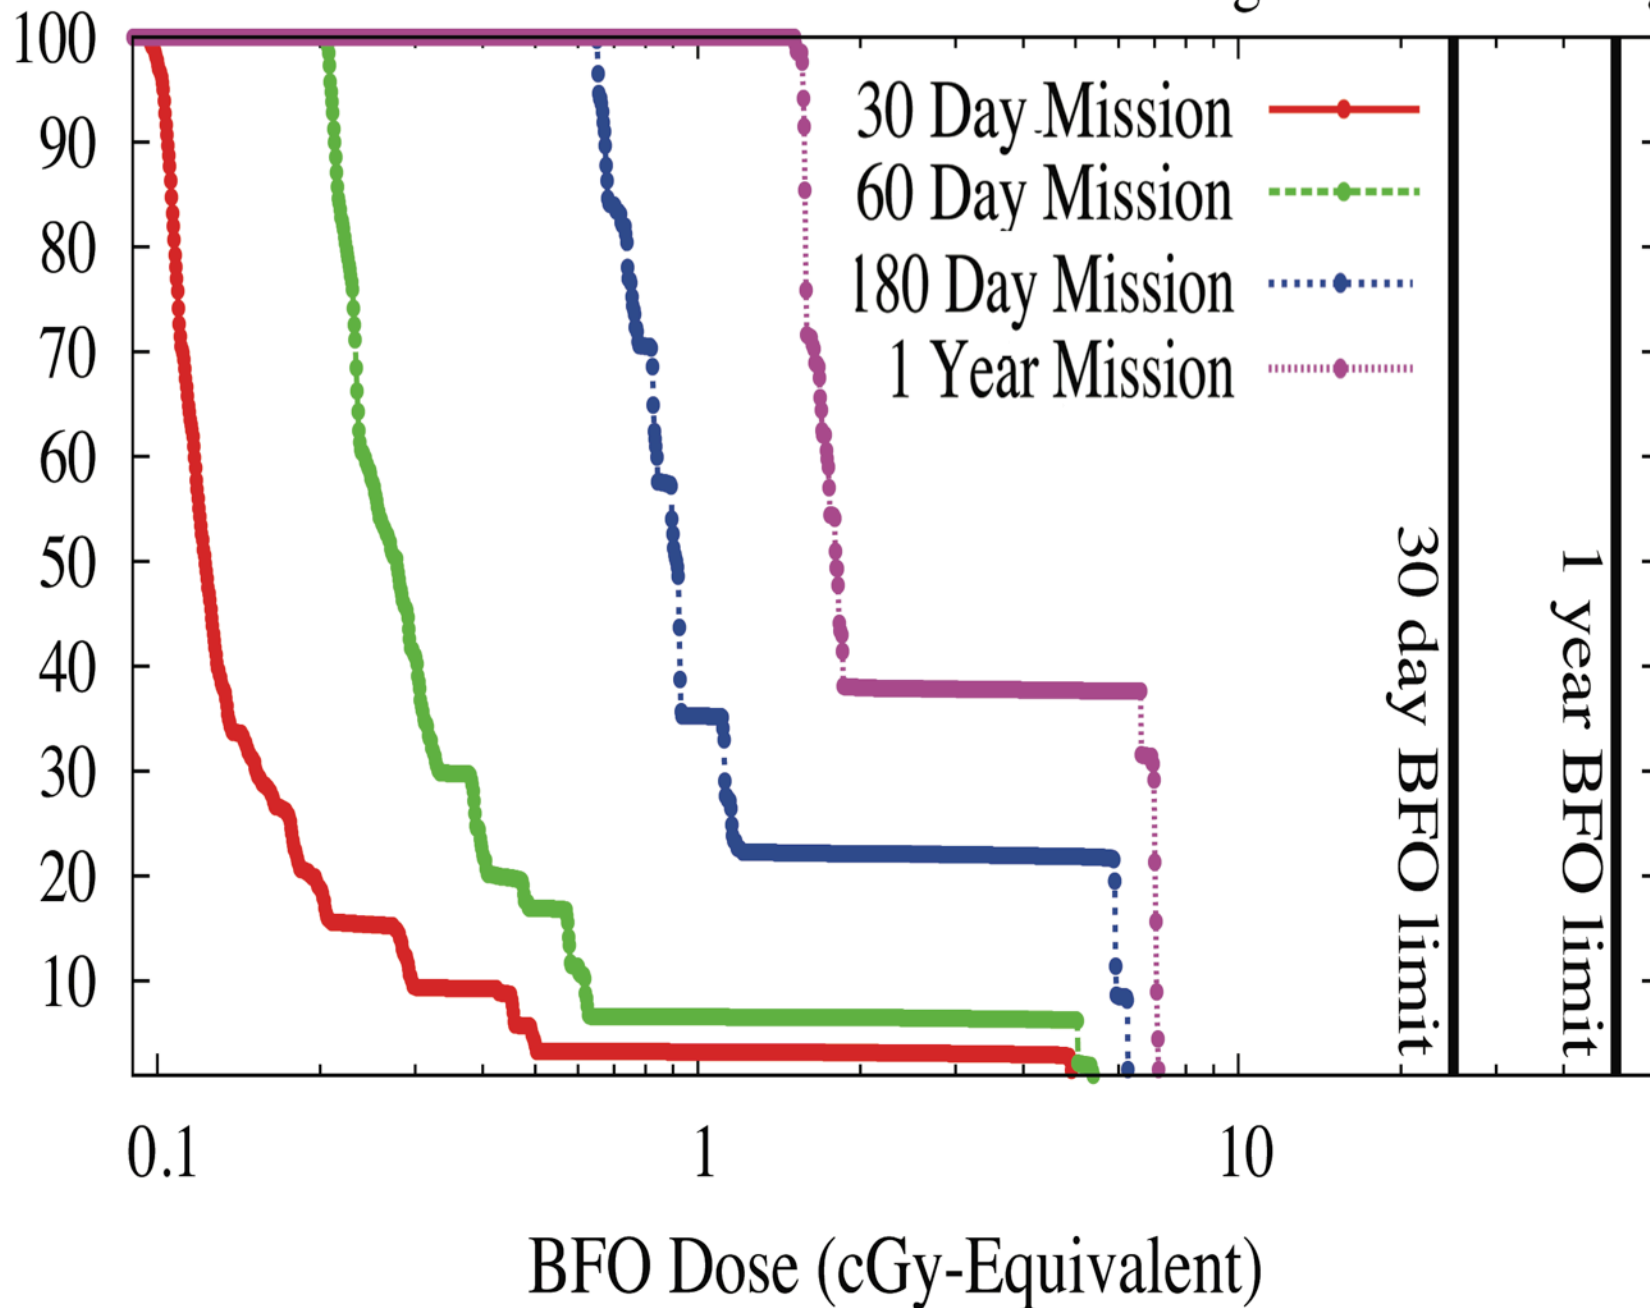 100
90
80
70
60
50
40
30
20
10
30 Day Mission
60 Day Mission
180 Day Mission
1 Year Mission
30 day BFO limit
1 year BFO limit
0.1
1
10
BFO Dose (cGy-Equivalent)